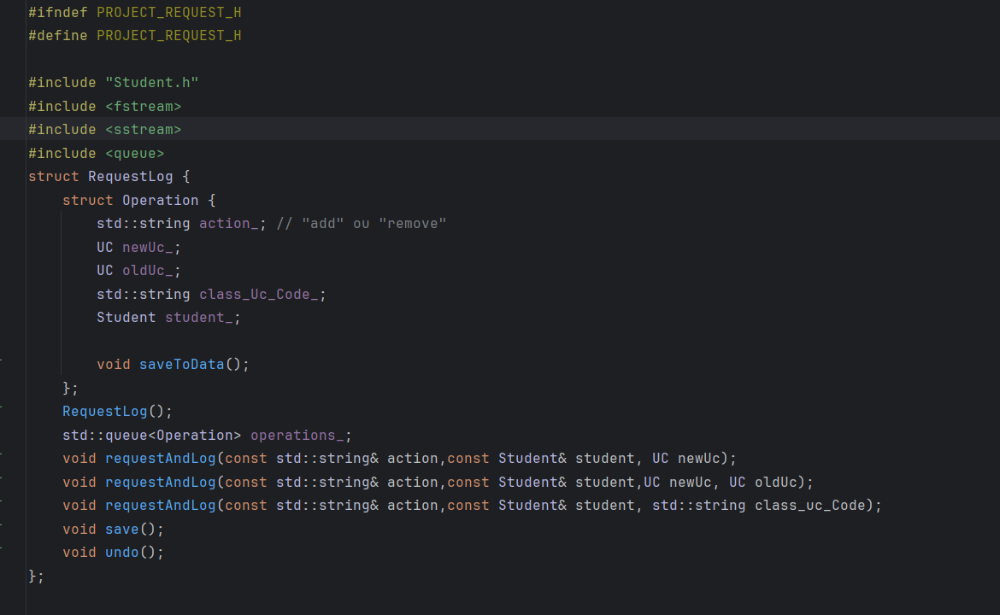 #ifndef PROJECT_REQUEST_H
#define PROJECT_REQUEST_H
#include "Student.h"
#include <fstream>
#include <sstream>
#include <queue>
struct RequestLog {
struct Operation {
std::string action_; // "add" ou "remove"
UC newUc_;
UC oldUc_;
std::string class_Uc_Code_;
Student student_;
void saveToData();
};
RequestLog();
std::queue<Operation> operations_;
void requestAndLog(const std::string& action,const Student& student, UC newUc);
void requestAndLog(const std::string& action,const Student& student,UC newUc, UC oldUc);
void requestAndLog(const std::string& action,const Student& student, std::string class_uc_Code);
void save();
void undo();
};